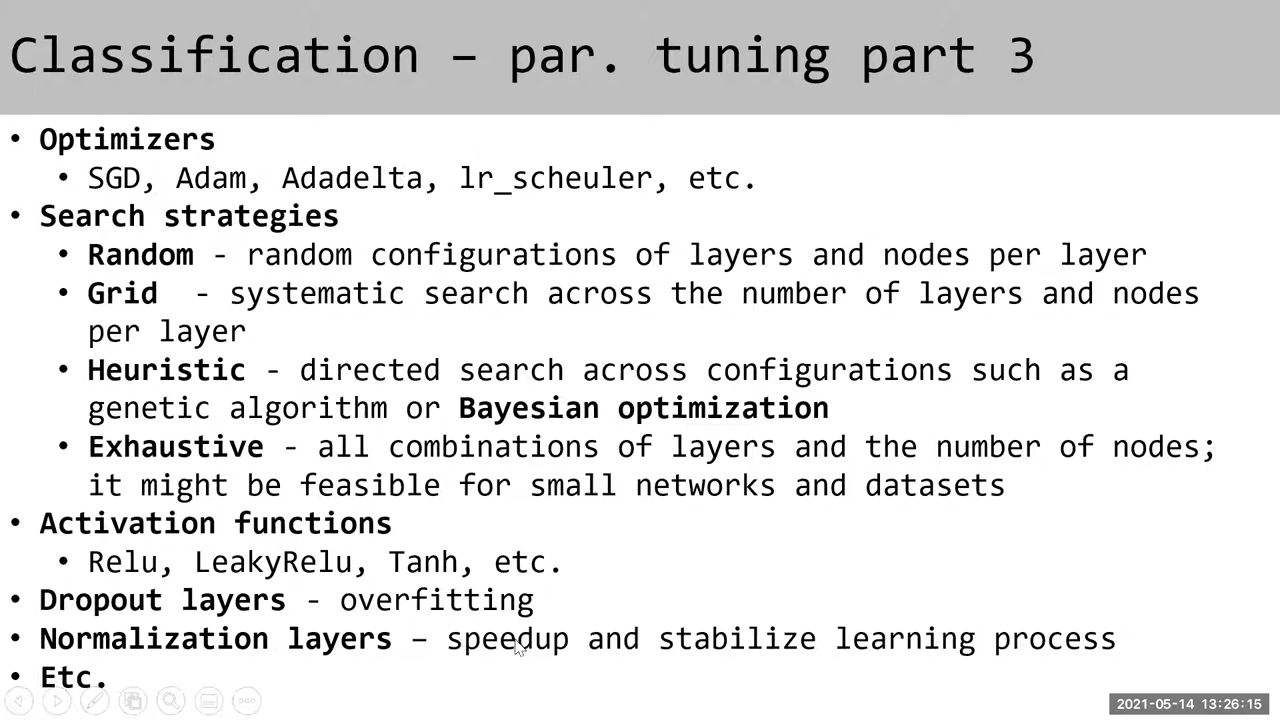 Classification – par. tuning part 3
• Optimizers
• SGD, Adam, Adadelta, lr_scheuler, etc.
• Search strategies
• Random - random configurations of layers and nodes per layer
• Grid - systematic search across the number of layers and nodes
per layer
• Heuristic - directed search across configurations such as a
genetic algorithm or Bayesian optimization
• Exhaustive - all combinations of layers and the number of nodes;
it might be feasible for small networks and datasets
• Activation functions
• Relu, LeakyRelu, Tanh, etc.
• Dropout layers - overfitting
• Normalization layers – speedup and stabilize learning process
• Etc.
2021-05-14 13:26:15